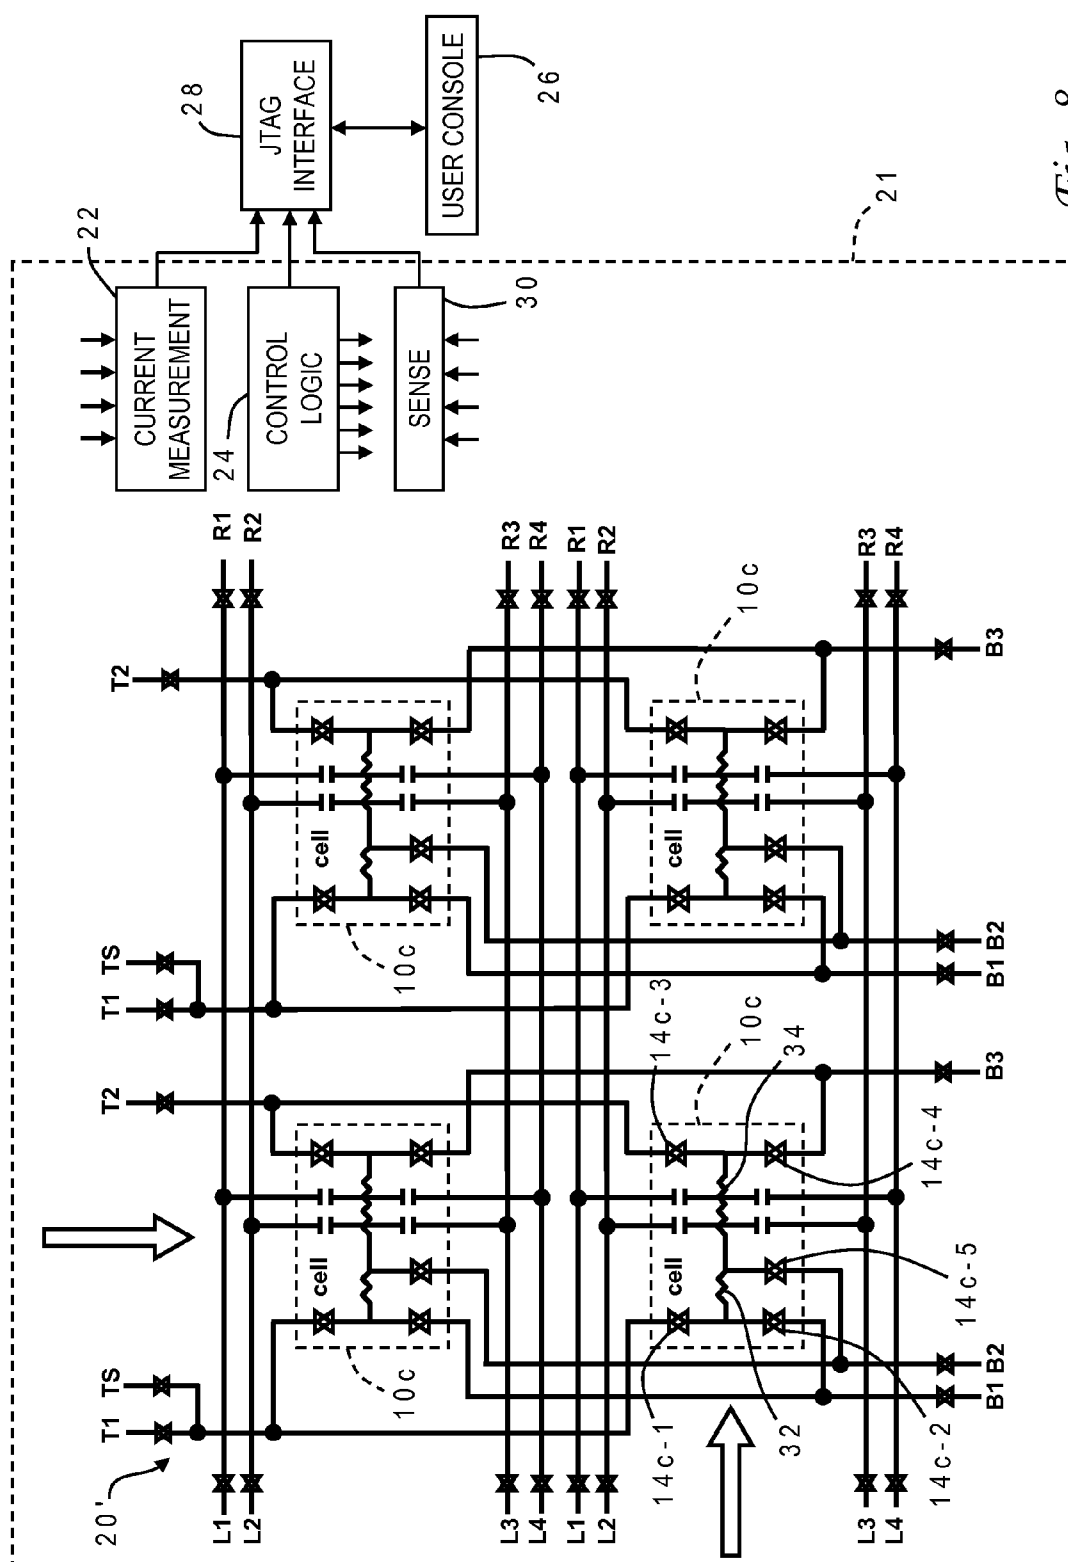 20'
T1
TS
T2
T1
TS
T2
L1
L2
R1
R2
cell
cell
10c
10c
L3
L4
R3
R4
L1
L2
R1
R2
cell
cell
14c-1
32
14c-2
14c-5
14c-4
34
10c
14c-3
10c
L3
L4
R3
R4
B1
B2
B3
B1
B2
B3
22
CURRENT
MEASUREMENT
24
CONTROL
LOGIC
SENSE
30
28
JTAG
INTERFACE
USER CONSOLE
26
21
Fig. 8